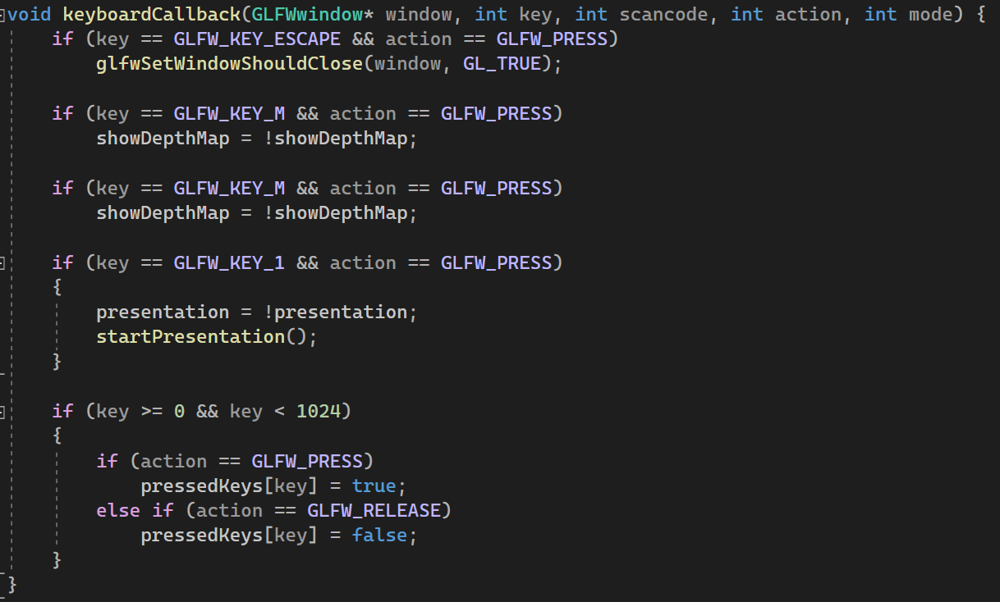 void keyboardCallback(GLFWwindow* window, int key, int scancode, int action, int mode) {
    if (key == GLFW_KEY_ESCAPE && action == GLFW_PRESS)
        glfwSetWindowShouldClose(window, GL_TRUE);

    if (key == GLFW_KEY_M && action == GLFW_PRESS)
        showDepthMap = !showDepthMap;

    if (key == GLFW_KEY_M && action == GLFW_PRESS)
        showDepthMap = !showDepthMap;

    if (key == GLFW_KEY_1 && action == GLFW_PRESS)
    {
        presentation = !presentation;
        startPresentation();
    }

    if (key >= 0 && key < 1024)
    {
        if (action == GLFW_PRESS)
            pressedKeys[key] = true;
        else if (action == GLFW_RELEASE)
            pressedKeys[key] = false;
    }
}